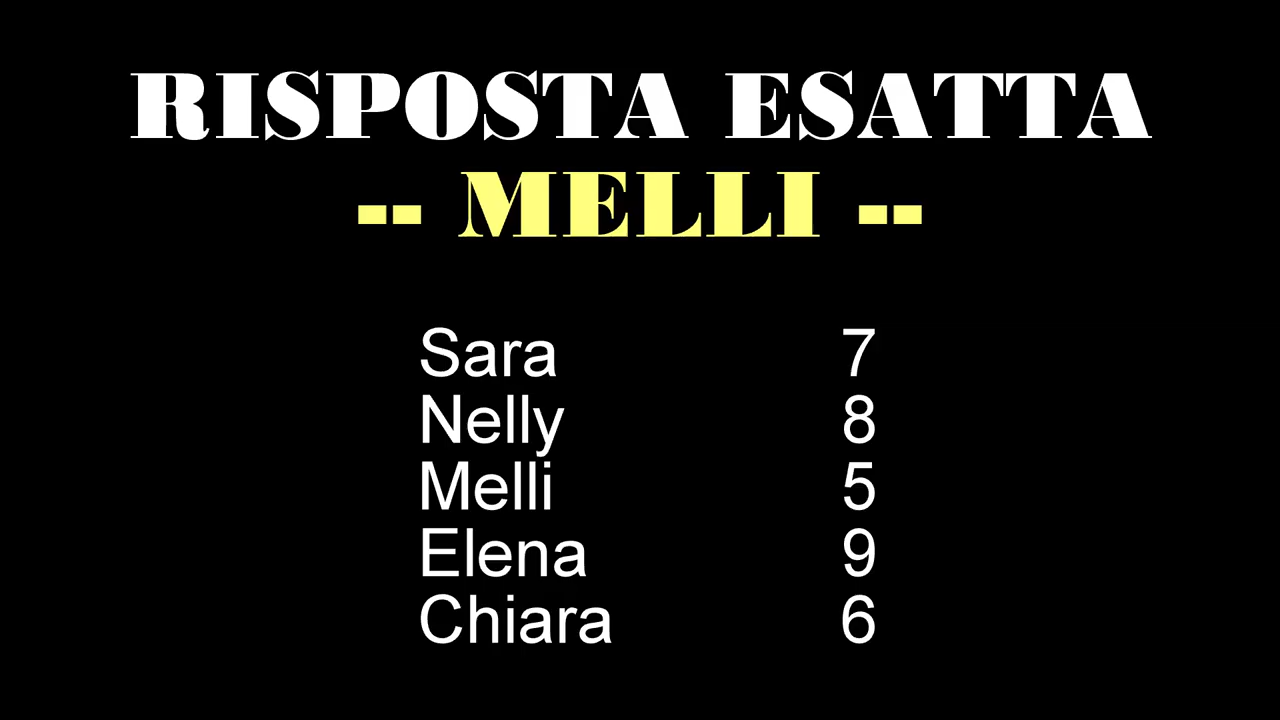 RISPOSTA ESATTA
-- MELLI --
Sara 7
Nelly 8
Melli 5
Elena 9
Chiara 6